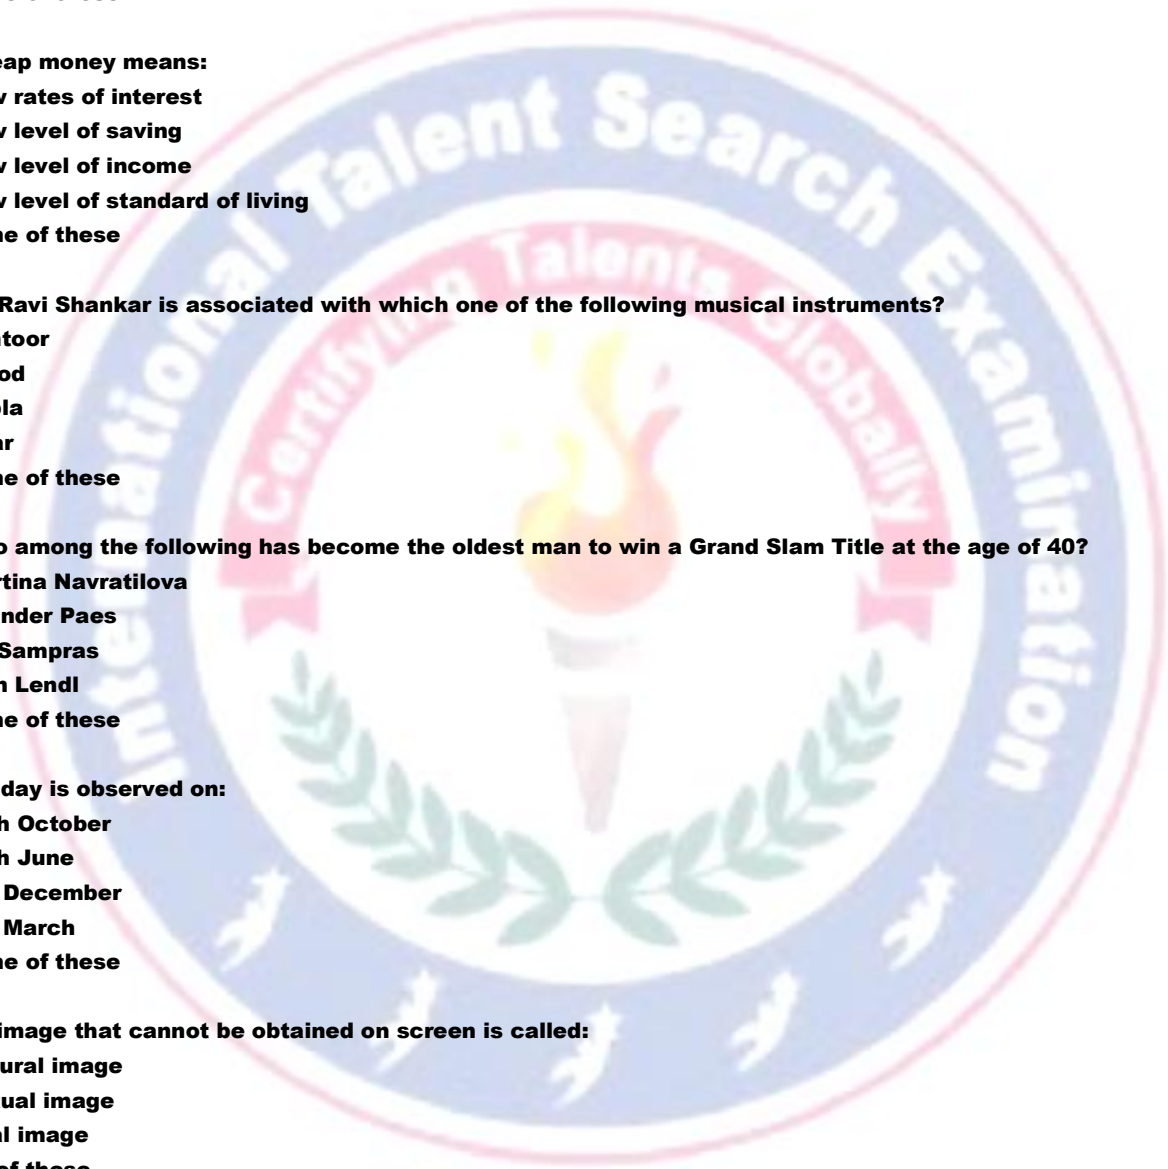 eap money means:
v rates of interest
v level of saving
v level of income
v level of standard of living
ne of these
Ravi Shankar is associated with which one of the following musical instruments?
toor
od
la
ar
ne of these
o among the following has become the oldest man to win a Grand Slam Title at the age of 40?
tina Navratilova
nder Paes
Sampras
n Lendl
ne of these
day is observed on:
h October
h June
December
March
ne of these
image that cannot be obtained on screen is called:
ural image
ual image
l image
International Talent Search Examination
Certifying Talents Globally